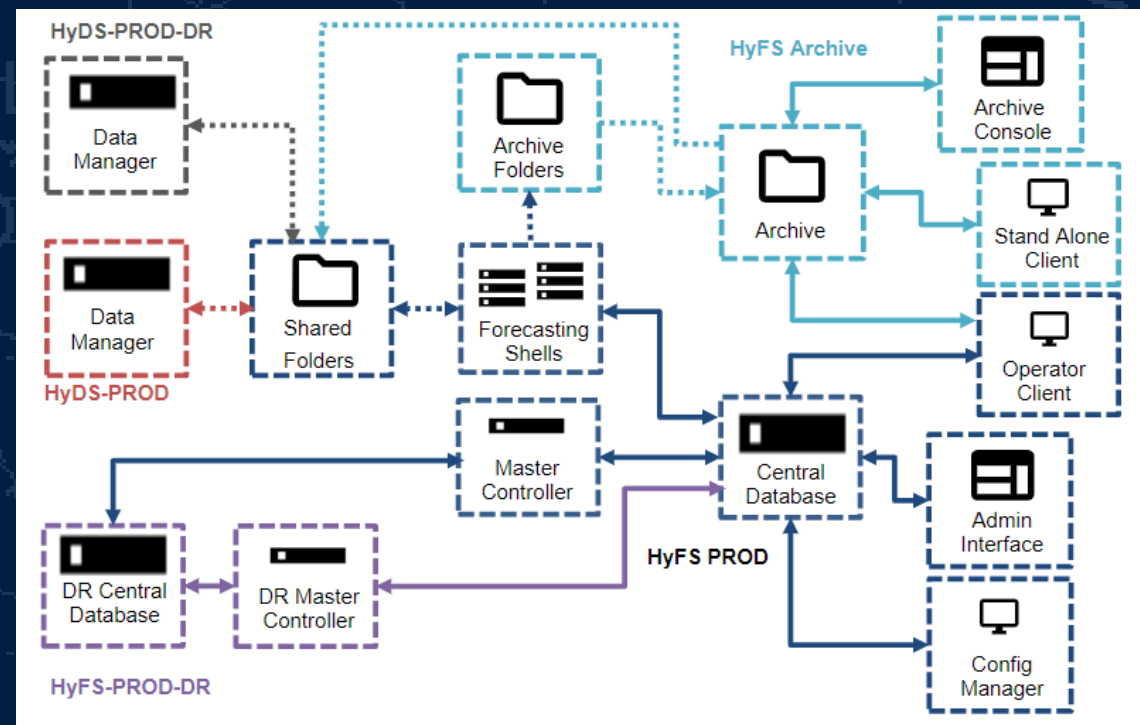 HyDS-PROD-DR
Data
Manager
HyFS Archive
Archive
Folders
Archive
Console
Archive
Stand Alone
Client
Data
Manager
HyDS-PROD
Shared
Folders
Forecasting
Shells
Operator
Client
Master
Controller
Central
Database
HyFS PROD
Admin
Interface
DR Central
Database
DR Master
Controller
Config
Manager
HyFS-PROD-DR